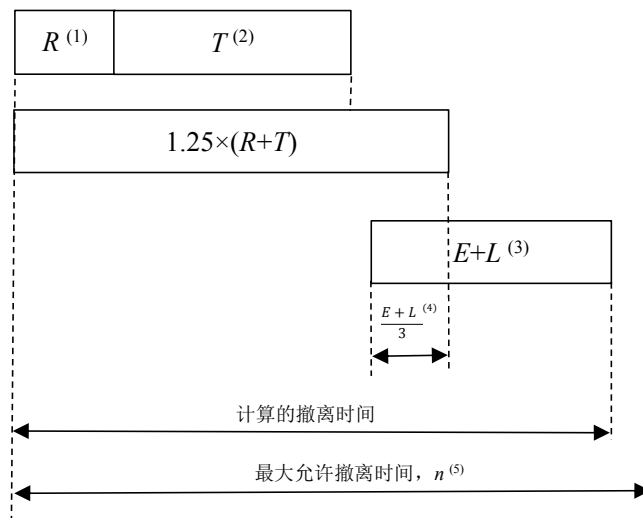 R (1) T (2)
1.25×(R+T)
E+L (3)
E + L (4)
3
计算的撤离时间
最大允许撤离时间，n (5)